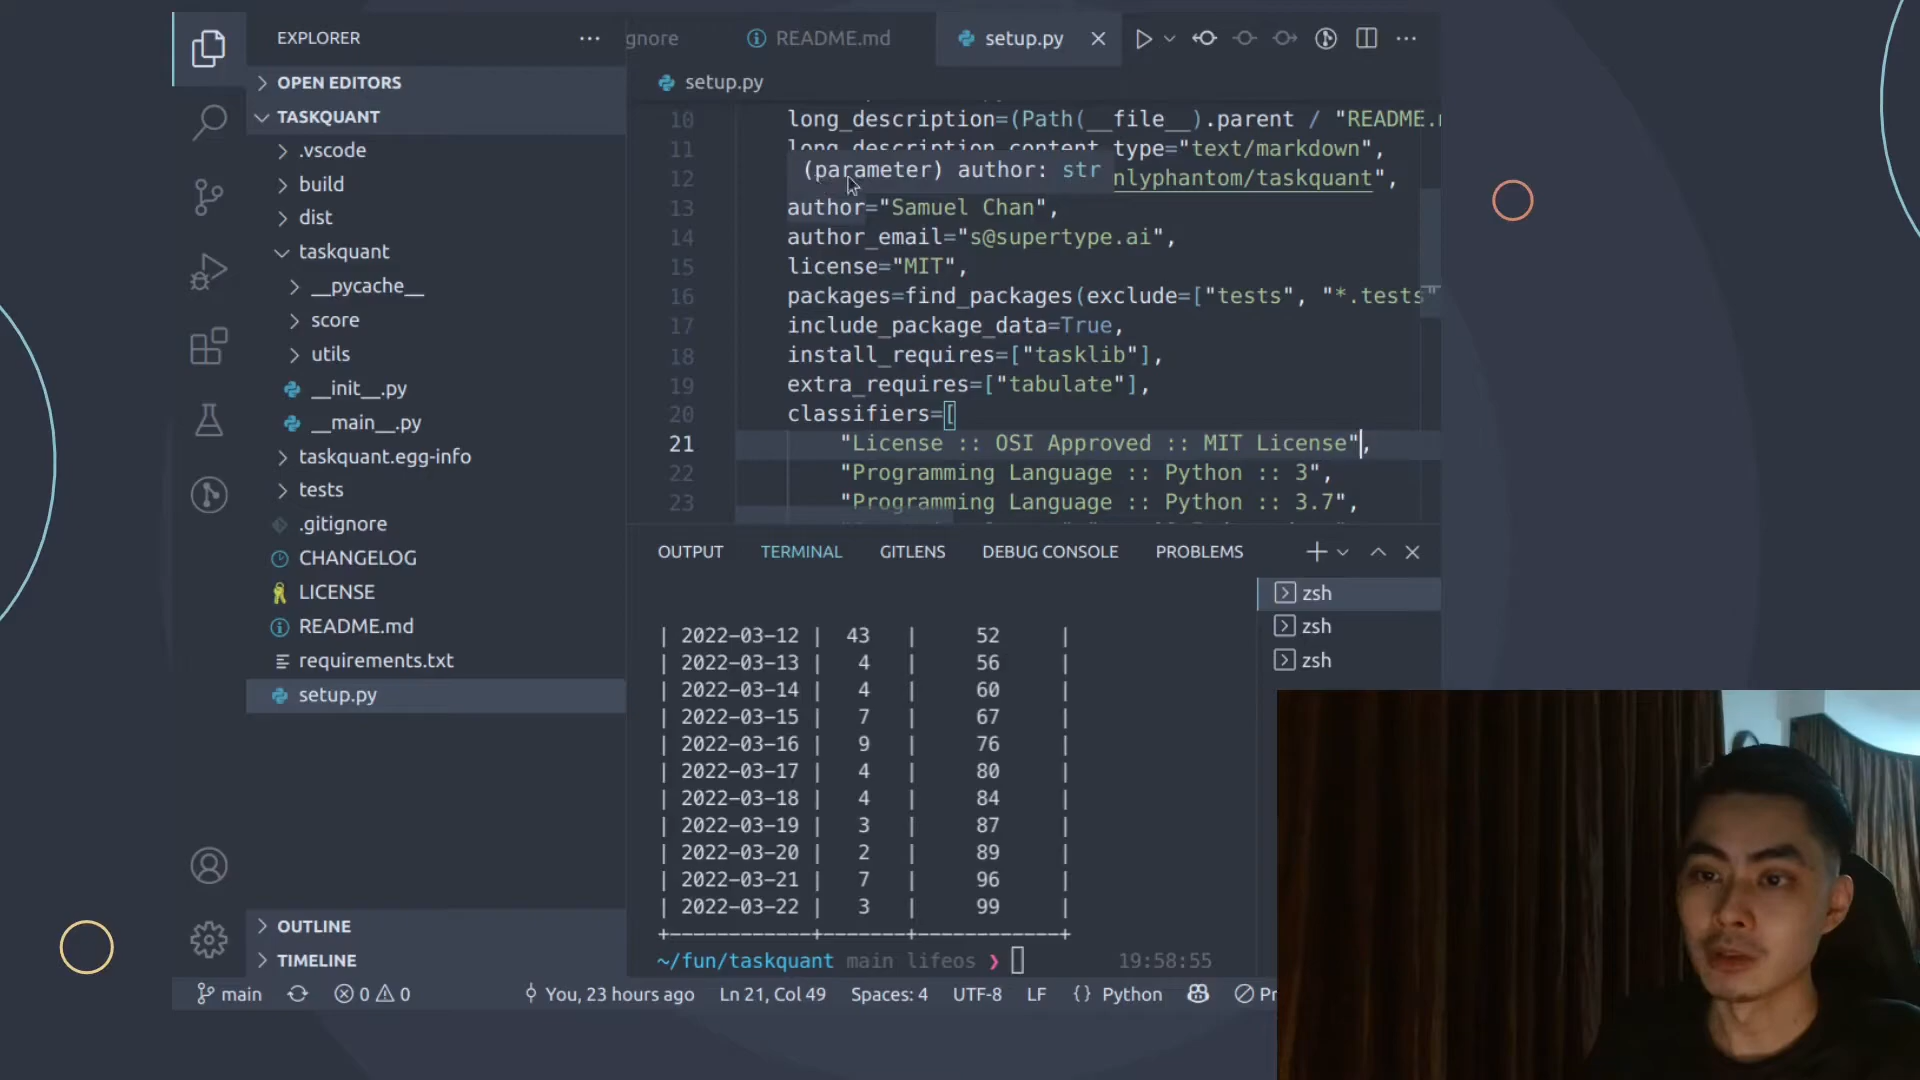 EXPLORER
OPEN EDITORS
TASKQUANT
.vscode
build
dist
taskquant
__pycache__
score
utils
__init__.py
__main__.py
taskquant.egg-info
tests
.gitignore
CHANGELOG
LICENSE
README.md
requirements.txt
setup.py
OUTLINE
TIMELINE
gnore
README.md
setup.py
setup.py
10 long_description=(Path(__file__).parent / "README.
11 long_description_content_type="text/markdown",
(parameter) author: str
12 nlyphantom/taskquant",
13 author="Samuel Chan",
14 author_email="s@supertype.ai",
15 license="MIT",
16 packages=find_packages(exclude=["tests", "*.tests"
17 include_package_data=True,
18 install_requires=["tasklib"],
19 extra_requires=["tabulate"],
20 classifiers=[
21 "License :: OSI Approved :: MIT License",
22 "Programming Language :: Python :: 3",
23 "Programming Language :: Python :: 3.7",
OUTPUT TERMINAL GITLENS DEBUG CONSOLE PROBLEMS
zsh
zsh
zsh
| 2022-03-12 | 43 | 52 |
| 2022-03-13 | 4 | 56 |
| 2022-03-14 | 4 | 60 |
| 2022-03-15 | 7 | 67 |
| 2022-03-16 | 9 | 76 |
| 2022-03-17 | 4 | 80 |
| 2022-03-18 | 4 | 84 |
| 2022-03-19 | 3 | 87 |
| 2022-03-20 | 2 | 89 |
| 2022-03-21 | 7 | 96 |
| 2022-03-22 | 3 | 99 |
+------------+-------+------------+
~/fun/taskquant main lifeos ❯ 19:58:55
main 0 0 You, 23 hours ago Ln 21, Col 49 Spaces: 4 UTF-8 LF {} Python Pr